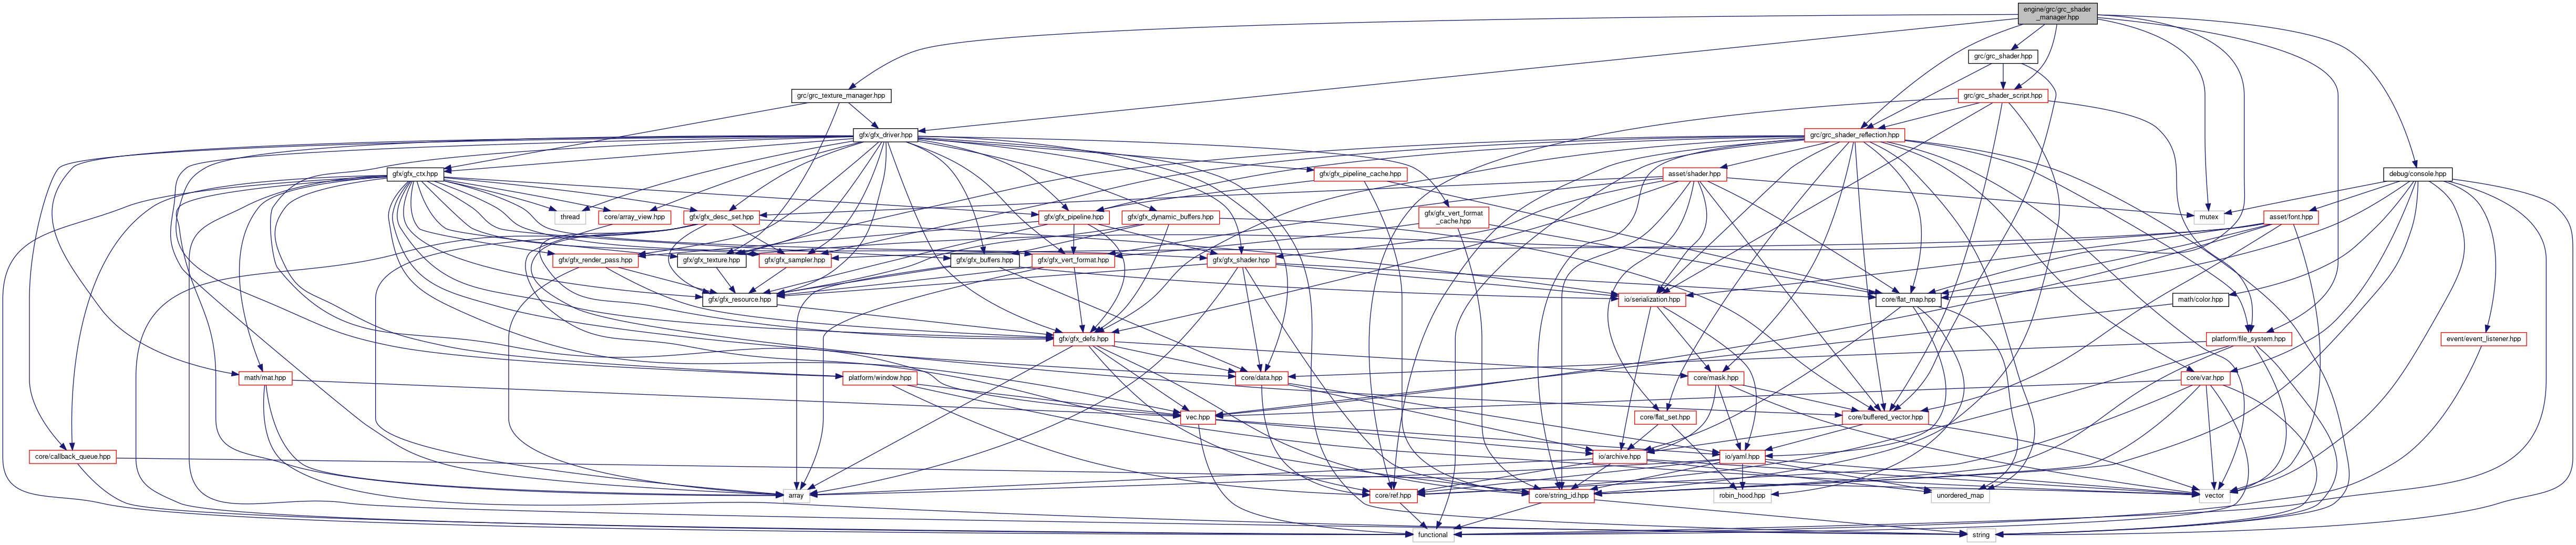 engine/grc/grc_shader
_manager.hpp
grc/grc_shader.hpp
grc/grc_texture_manager.hpp
grc/grc_shader_script.hpp
gfx/gfx_driver.hpp
grc/grc_shader_reflection.hpp
gfx/gfx_ctx.hpp
gfx/gfx_pipeline_cache.hpp
asset/shader.hpp
debug/console.hpp
thread
core/array_view.hpp
gfx/gfx_desc_set.hpp
gfx/gfx_pipeline.hpp
gfx/gfx_dynamic_buffers.hpp
gfx/gfx_vert_format
_cache.hpp
mutex
asset/font.hpp
gfx/gfx_render_pass.hpp
gfx/gfx_texture.hpp
gfx/gfx_sampler.hpp
gfx/gfx_buffers.hpp
gfx/gfx_vert_format.hpp
gfx/gfx_shader.hpp
gfx/gfx_resource.hpp
io/serialization.hpp
core/flat_map.hpp
math/color.hpp
gfx/gfx_defs.hpp
platform/file_system.hpp
event/event_listener.hpp
math/mat.hpp
platform/window.hpp
core/data.hpp
core/mask.hpp
core/var.hpp
vec.hpp
core/flat_set.hpp
core/buffered_vector.hpp
core/callback_queue.hpp
io/archive.hpp
io/yaml.hpp
array
core/ref.hpp
core/string_id.hpp
robin_hood.hpp
unordered_map
vector
functional
string